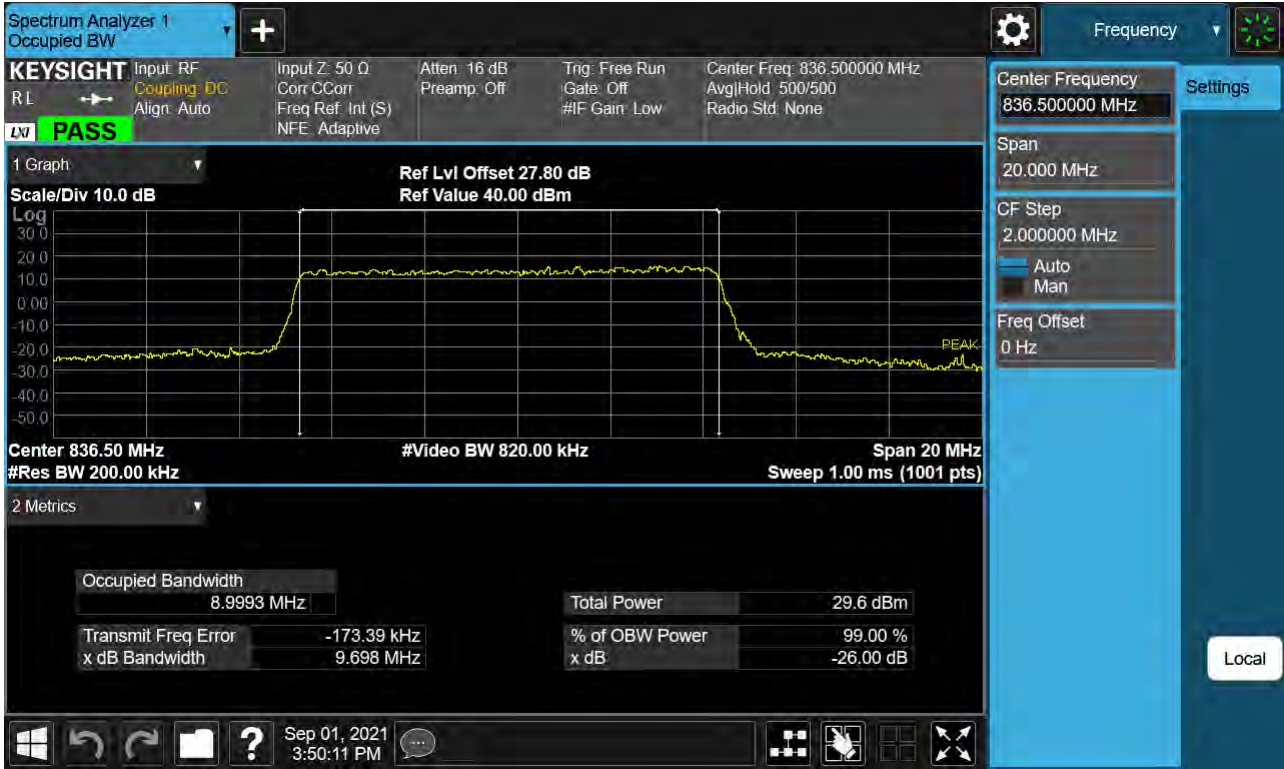 Spectrum Analyzer 1
Occupied BW
+
Frequency
KEYSIGHT
RL
LXI PASS
Input: RF
Coupling: DC
Align: Auto
Input Z: 50 Ω
Corr CCorr
Freq Ref: Int (S)
NFE: Adaptive
Atten: 16 dB
Preamp: Off
Trig: Free Run
Gate: Off
#IF Gain: Low
Center Freq: 836.500000 MHz
Avg|Hold: 500/500
Radio Std: None
Center Frequency
836.500000 MHz
Settings
Span
20.000 MHz
CF Step
2.000000 MHz
Auto
Man
Freq Offset
0 Hz
1 Graph
Scale/Div 10.0 dB
Ref Lvl Offset 27.80 dB
Ref Value 40.00 dBm
Log
30.0
20.0
10.0
0.00
-10.0
-20.0
-30.0
-40.0
-50.0
PEAK
Center 836.50 MHz
#Video BW 820.00 kHz
Span 20 MHz
#Res BW 200.00 kHz
Sweep 1.00 ms (1001 pts)
2 Metrics
Occupied Bandwidth
8.9993 MHz
Total Power 29.6 dBm
Transmit Freq Error -173.39 kHz
% of OBW Power 99.00 %
x dB Bandwidth 9.698 MHz
x dB -26.00 dB
Local
?
Sep 01, 2021
3:50:11 PM